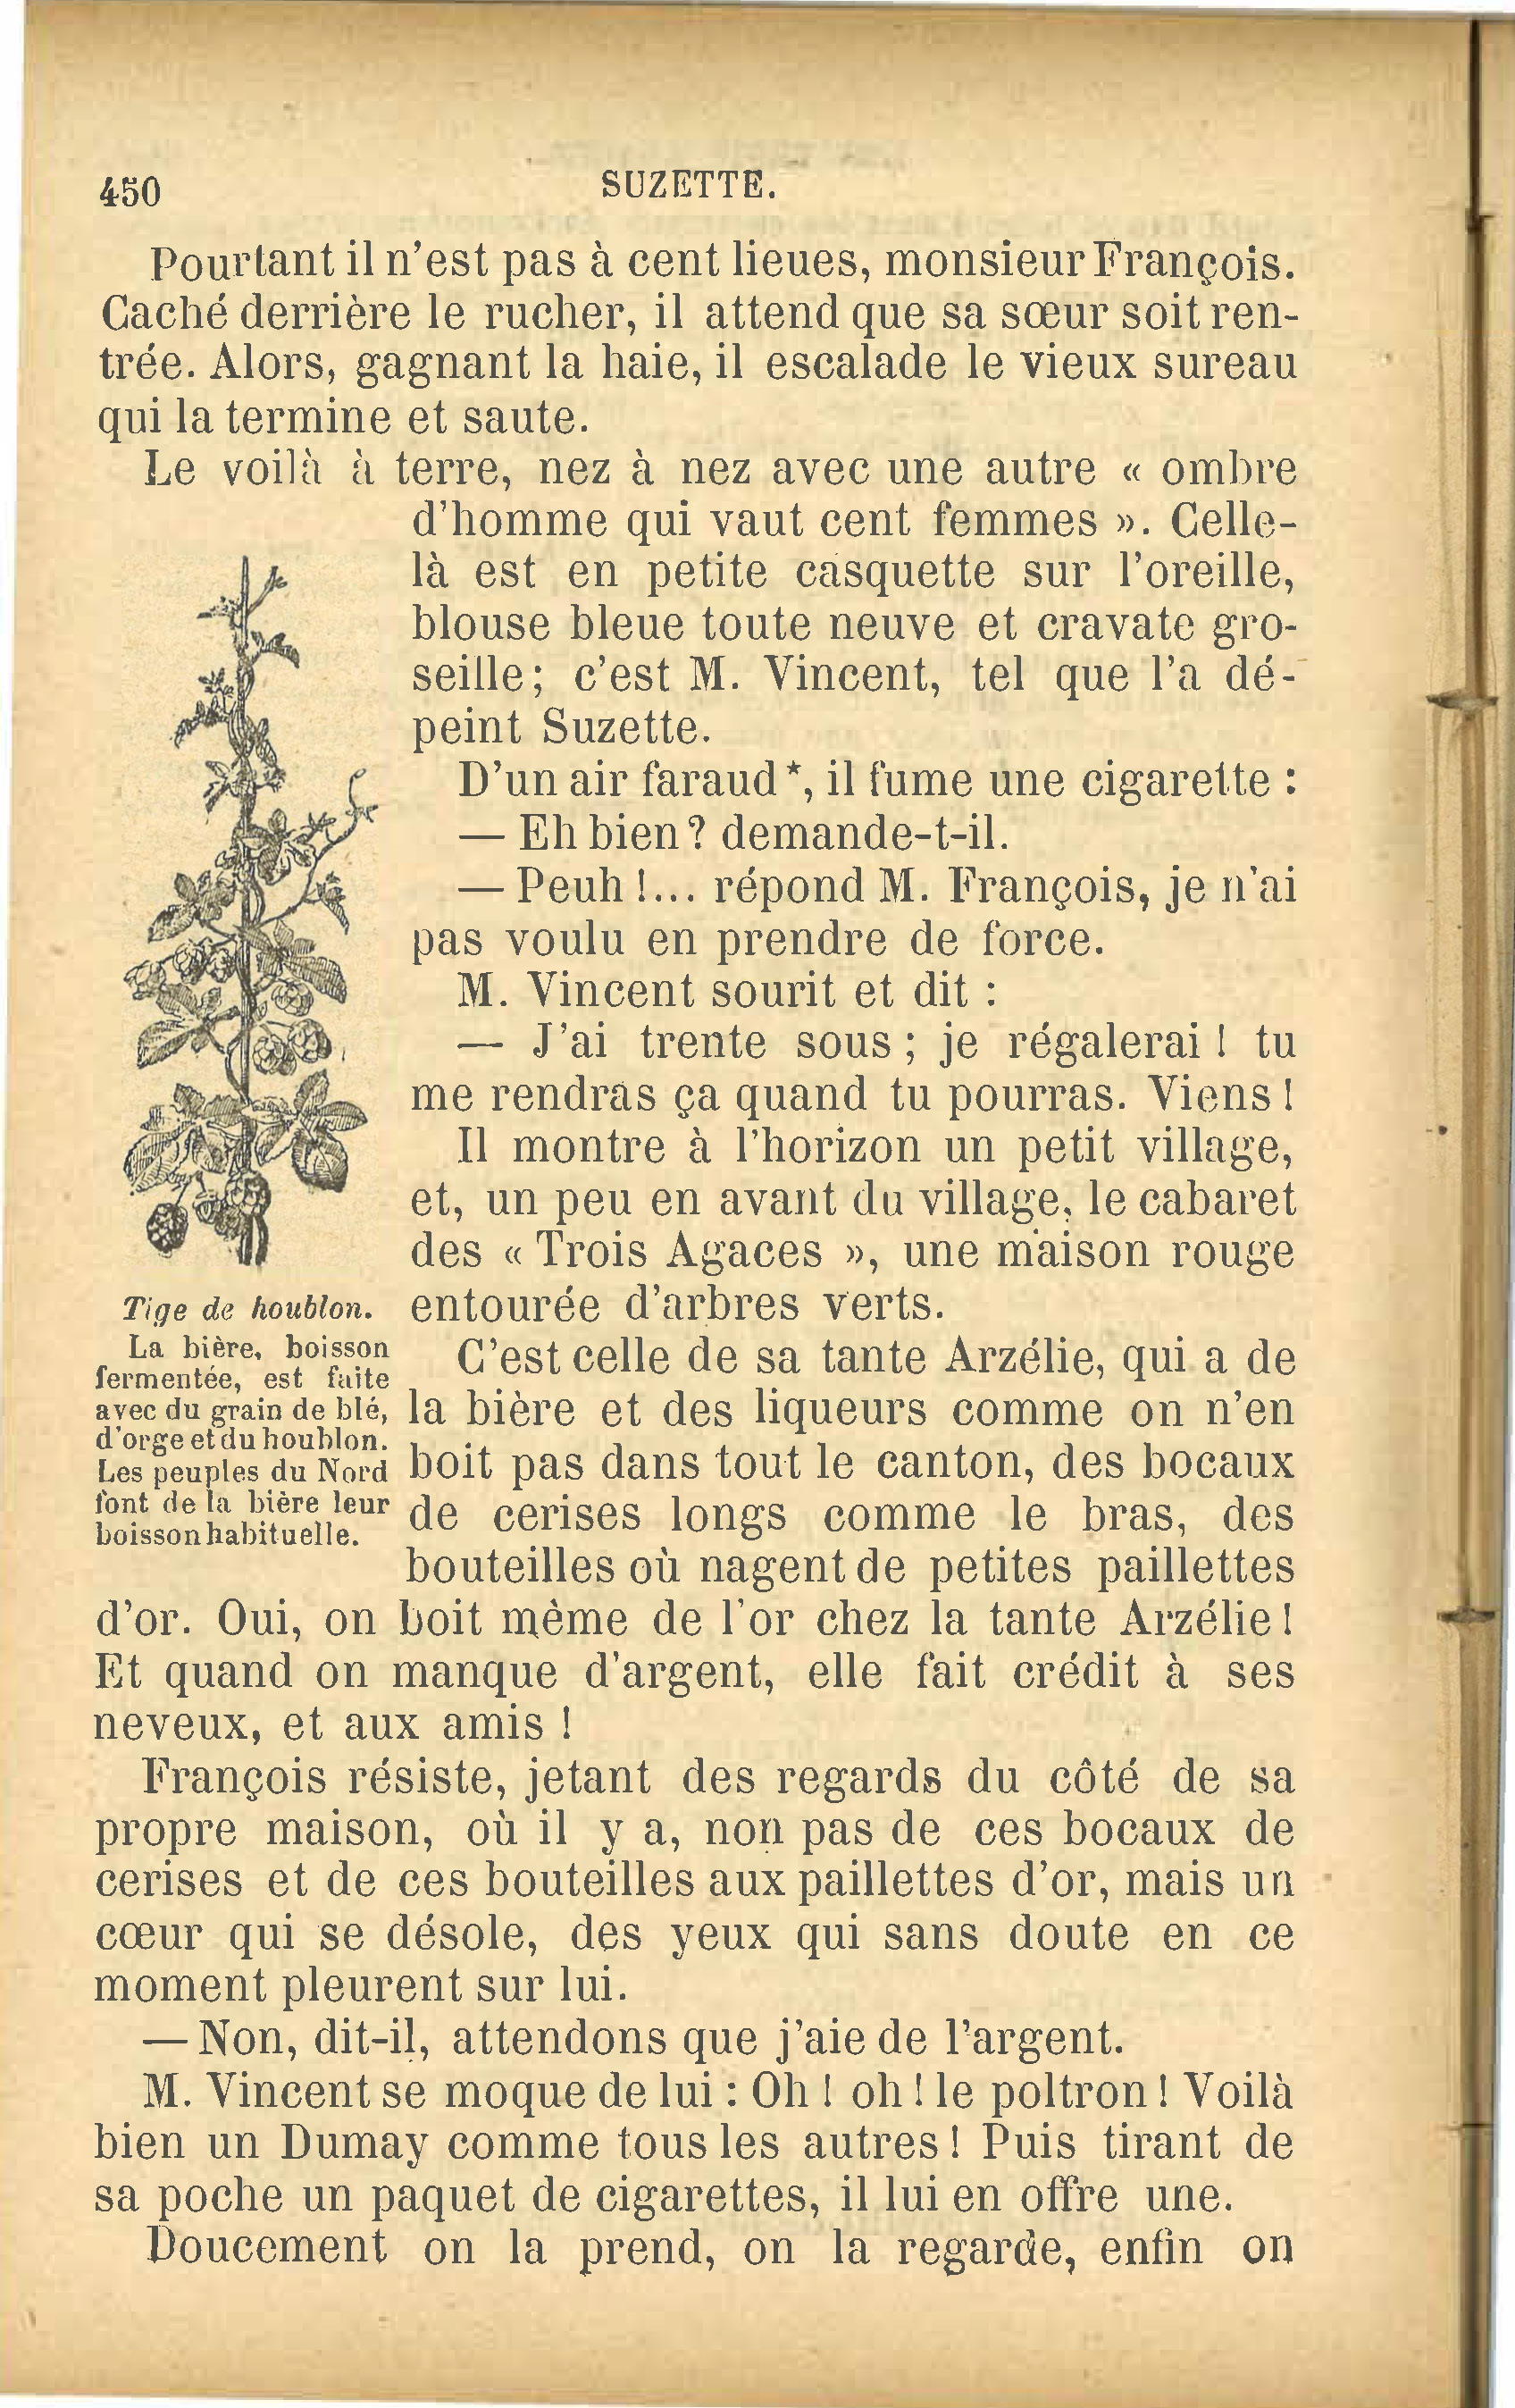 450
SUZETTE.
Pourtant il n'est pas à cent lieues, monsieur François.
Caché derrière le rucher, il attend que sa sœur soit ren-
trée. Alors, gagnant la haie, il escalade le vieux sureau
qui la termine et saute.
Le voilà à terre, nez à nez avec une autre « ombre
d'homme qui vaut cent femmes ». Celle-
là est en petite casquette sur l'oreille,
blouse bleue toute neuve et cravate gro-
seille; c'est M. Vincent, tel que l'a dé-
peint Suzette.
D'un air faraud*, il fume une cigarette :
— Eh bien? demande-t-il.
— Peuh!... répond M. François, je n'ai
pas voulu en prendre de force.
M. Vincent sourit et dit :
— J'ai trente sous; je régalerai! tu
me rendras ça quand tu pourras. Viens!
Il montre à l'horizon un petit village,
et, un peu en avant du village, le cabaret
des « Trois Agaces », une maison rouge
entourée d'arbres verts.
Tige de houblon.
La bière, boisson
fermentée, est faite
avec du grain de blé,
d'orge et du houblon.
Les peuples du Nord
font de la bière leur
boisson habituelle.
C'est celle de sa tante Arzélie, qui a de
la bière et des liqueurs comme on n'en
boit pas dans tout le canton, des bocaux
de cerises longs comme le bras, des
bouteilles où nagent de petites paillettes
d'or. Oui, on boit même de l'or chez la tante Arzélie!
Et quand on manque d'argent, elle fait crédit à ses
neveux, et aux amis!
François résiste, jetant des regards du côté de sa
propre maison, où il y a, non pas de ces bocaux de
cerises et de ces bouteilles aux paillettes d'or, mais un
cœur qui se désole, des yeux qui sans doute en ce
moment pleurent sur lui.
— Non, dit-il, attendons que j'aie de l'argent.
M. Vincent se moque de lui : Oh! oh! le poltron! Voilà
bien un Dumay comme tous les autres! Puis tirant de
sa poche un paquet de cigarettes, il lui en offre une.
Doucement on la prend, on la regarde, enfin on